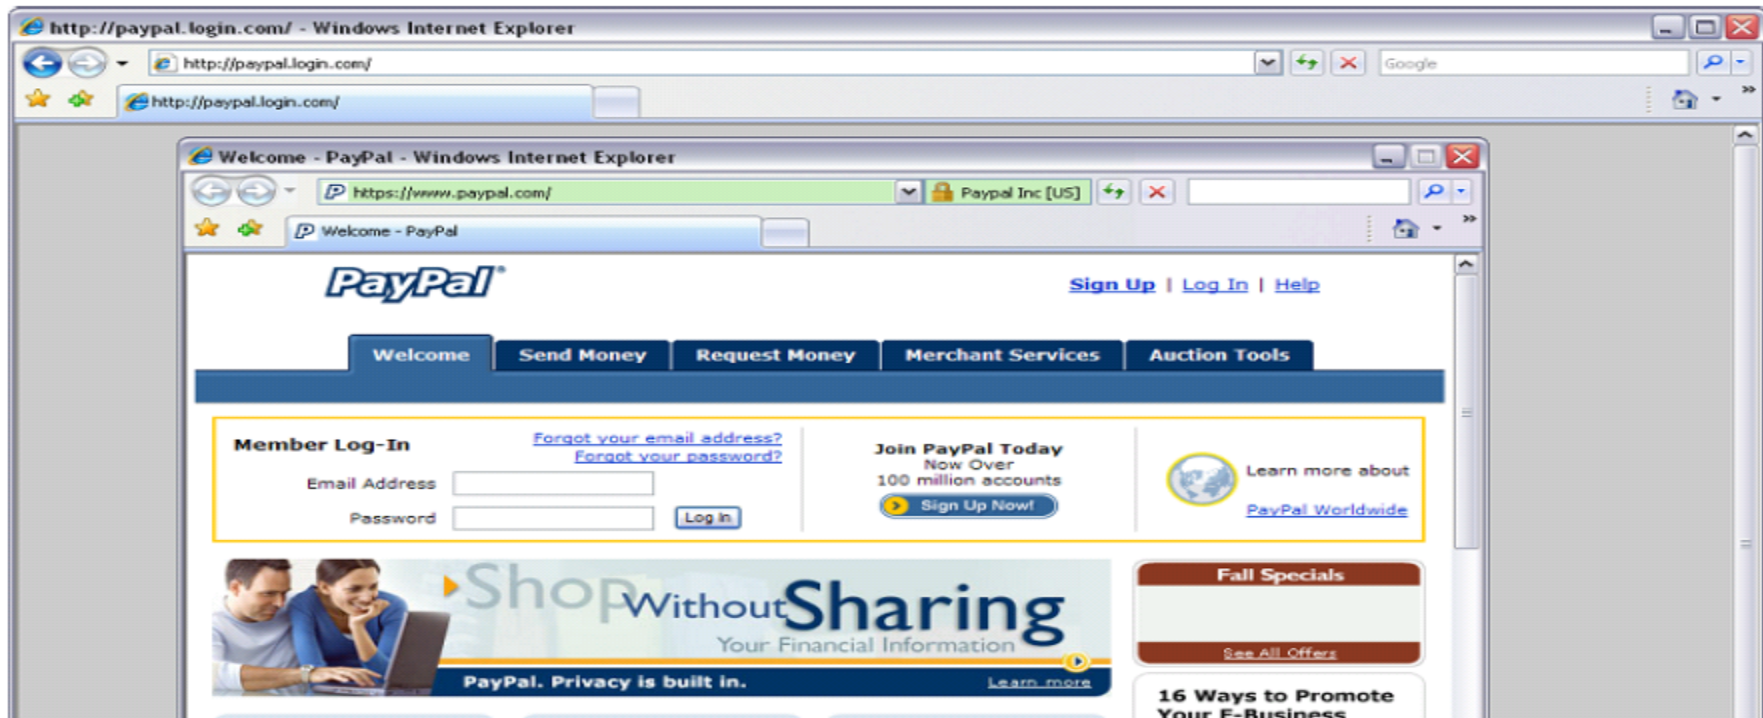 http://paypal.login.com/ - Windows Internet Explorer
http://paypal.login.com/
Google
http://paypal.login.com/
Welcome - PayPal - Windows Internet Explorer
https://www.paypal.com/
Paypal Inc [US]
Welcome - PayPal
PayPal®
Sign Up | Log In | Help
Welcome
Send Money
Request Money
Merchant Services
Auction Tools
Member Log-In
Forgot your email address?
Forgot your password?
Email Address
Password
Log In
Join PayPal Today
Now Over
100 million accounts
Sign Up Now!
Learn more about
PayPal Worldwide
Shop Without Sharing
Your Financial Information
PayPal. Privacy is built in.
Learn more
Fall Specials
See All Offers
16 Ways to Promote
Your E-Business